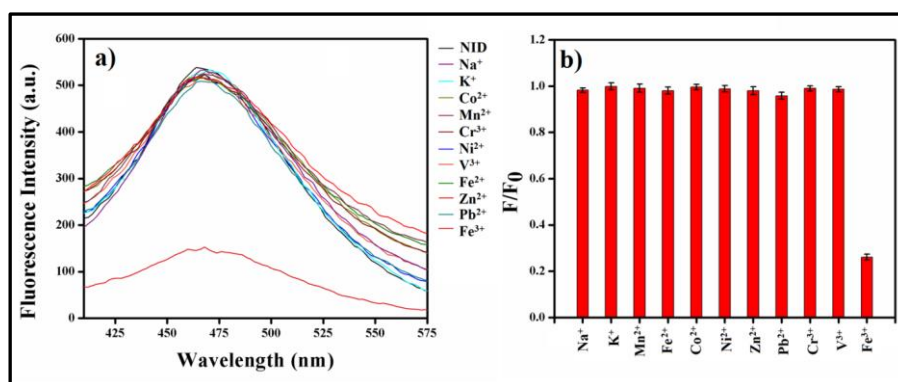 a)
600
500
400
300
200
100
0
Fluorescence Intensity (a.u.)
425 450 475 500 525 550 575
Wavelength (nm)
NID
Na⁺
K⁺
Co²⁺
Mn²⁺
Cr³⁺
Ni²⁺
V³⁺
Fe²⁺
Zn²⁺
Pb²⁺
Fe³⁺
b)
1.2
1.0
0.8
0.6
0.4
0.2
0.0
F/F₀
Na⁺ K⁺ Mn²⁺ Fe²⁺ Co²⁺ Ni²⁺ Zn²⁺ Pb²⁺ Cr³⁺ V³⁺ Fe³⁺